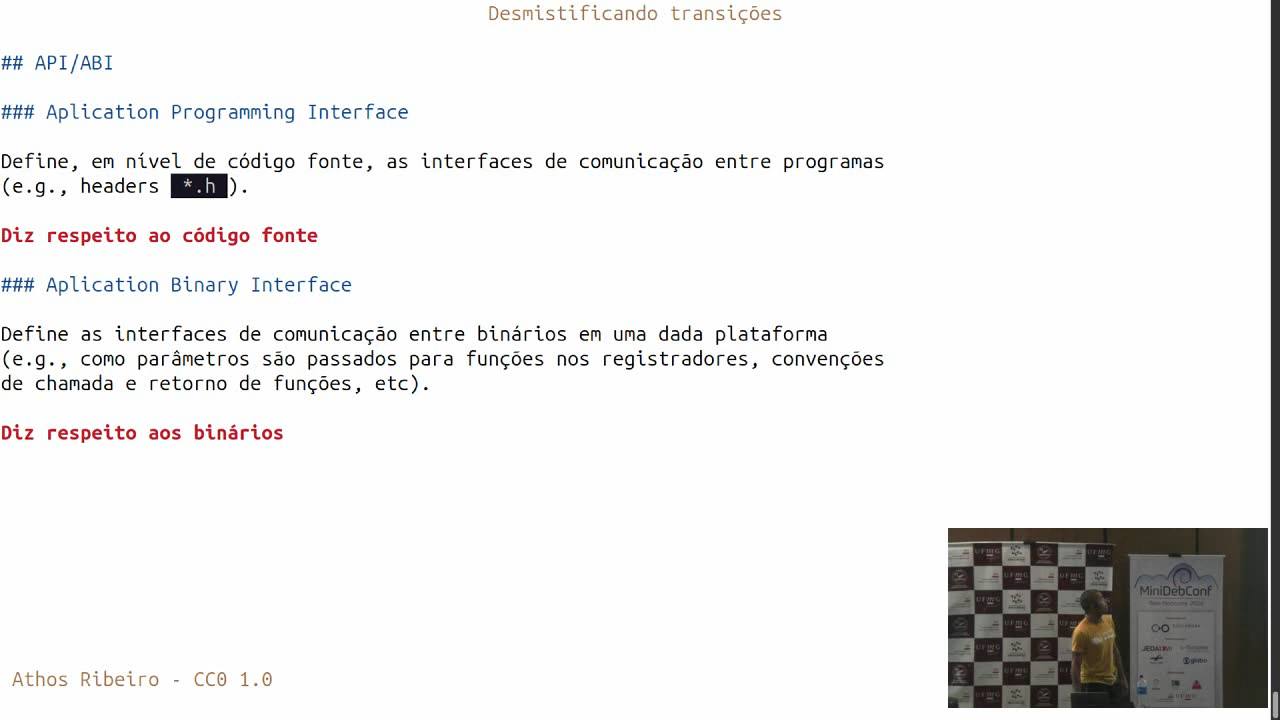 Desmistificando transições
## API/ABI
### Aplication Programming Interface
Define, em nível de código fonte, as interfaces de comunicação entre programas
(e.g., headers *.h ).
Diz respeito ao código fonte
### Aplication Binary Interface
Define as interfaces de comunicação entre binários em uma dada plataforma
(e.g., como parâmetros são passados para funções nos registradores, convenções
de chamada e retorno de funções, etc).
Diz respeito aos binários
Athos Ribeiro - CC0 1.0
UFMG
MiniDebConf
globo